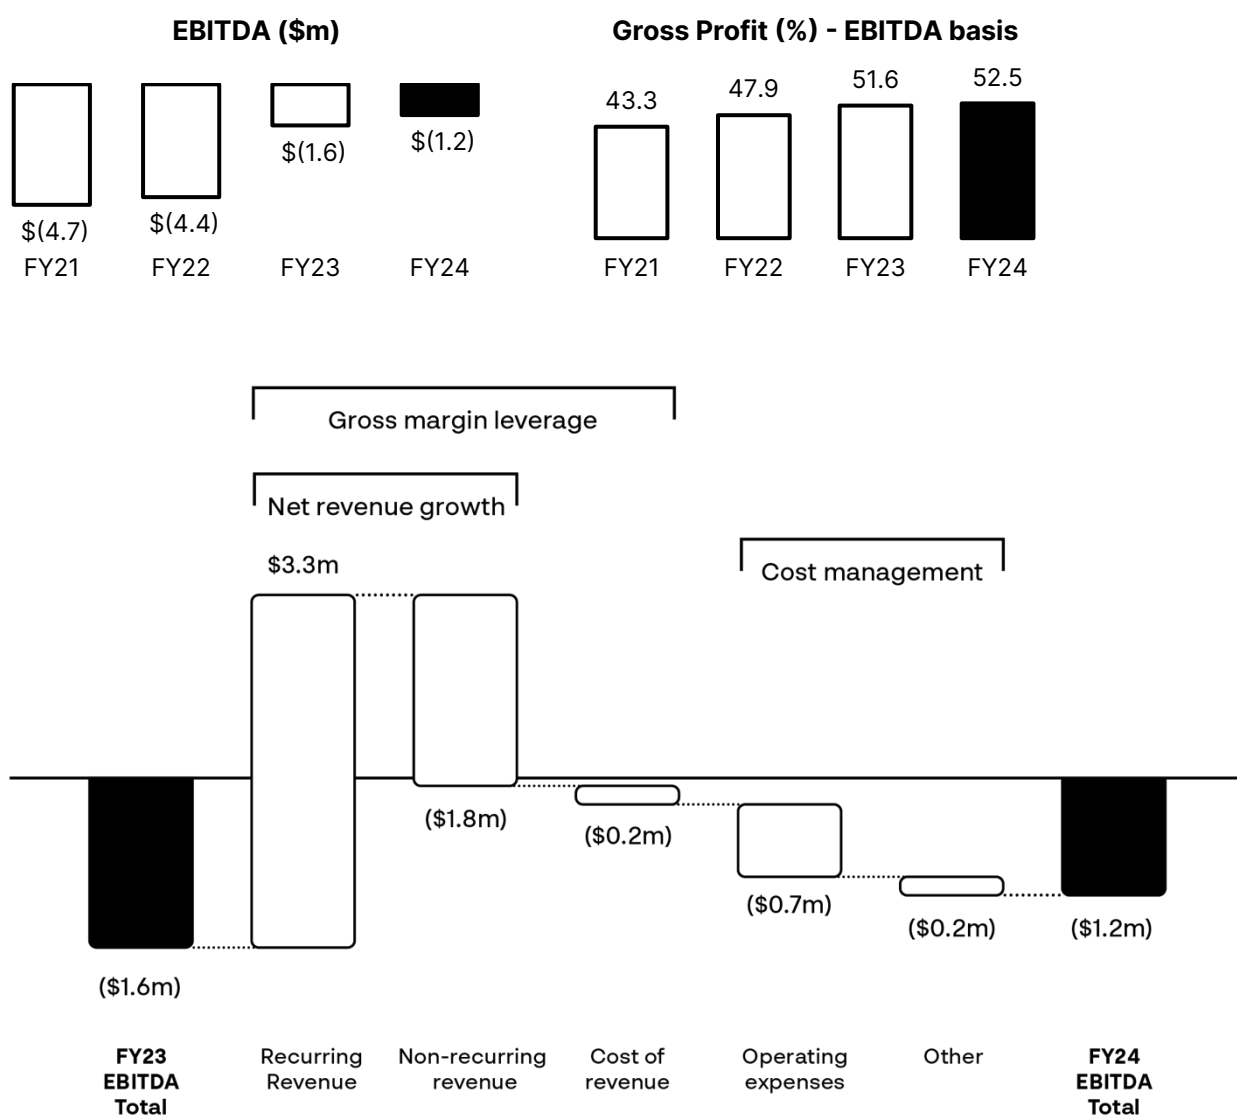 EBITDA ($m)
$(4.7)
$(4.4)
$(1.6)
$(1.2)
FY21
FY22
FY23
FY24
Gross Profit (%) - EBITDA basis
43.3
47.9
51.6
52.5
FY21
FY22
FY23
FY24
Gross margin leverage
Net revenue growth
Cost management
$3.3m
($1.8m)
($0.2m)
($0.7m)
($0.2m)
($1.2m)
($1.6m)
FY23
EBITDA
Total
Recurring
Revenue
Non-recurring
revenue
Cost of
revenue
Operating
expenses
Other
FY24
EBITDA
Total